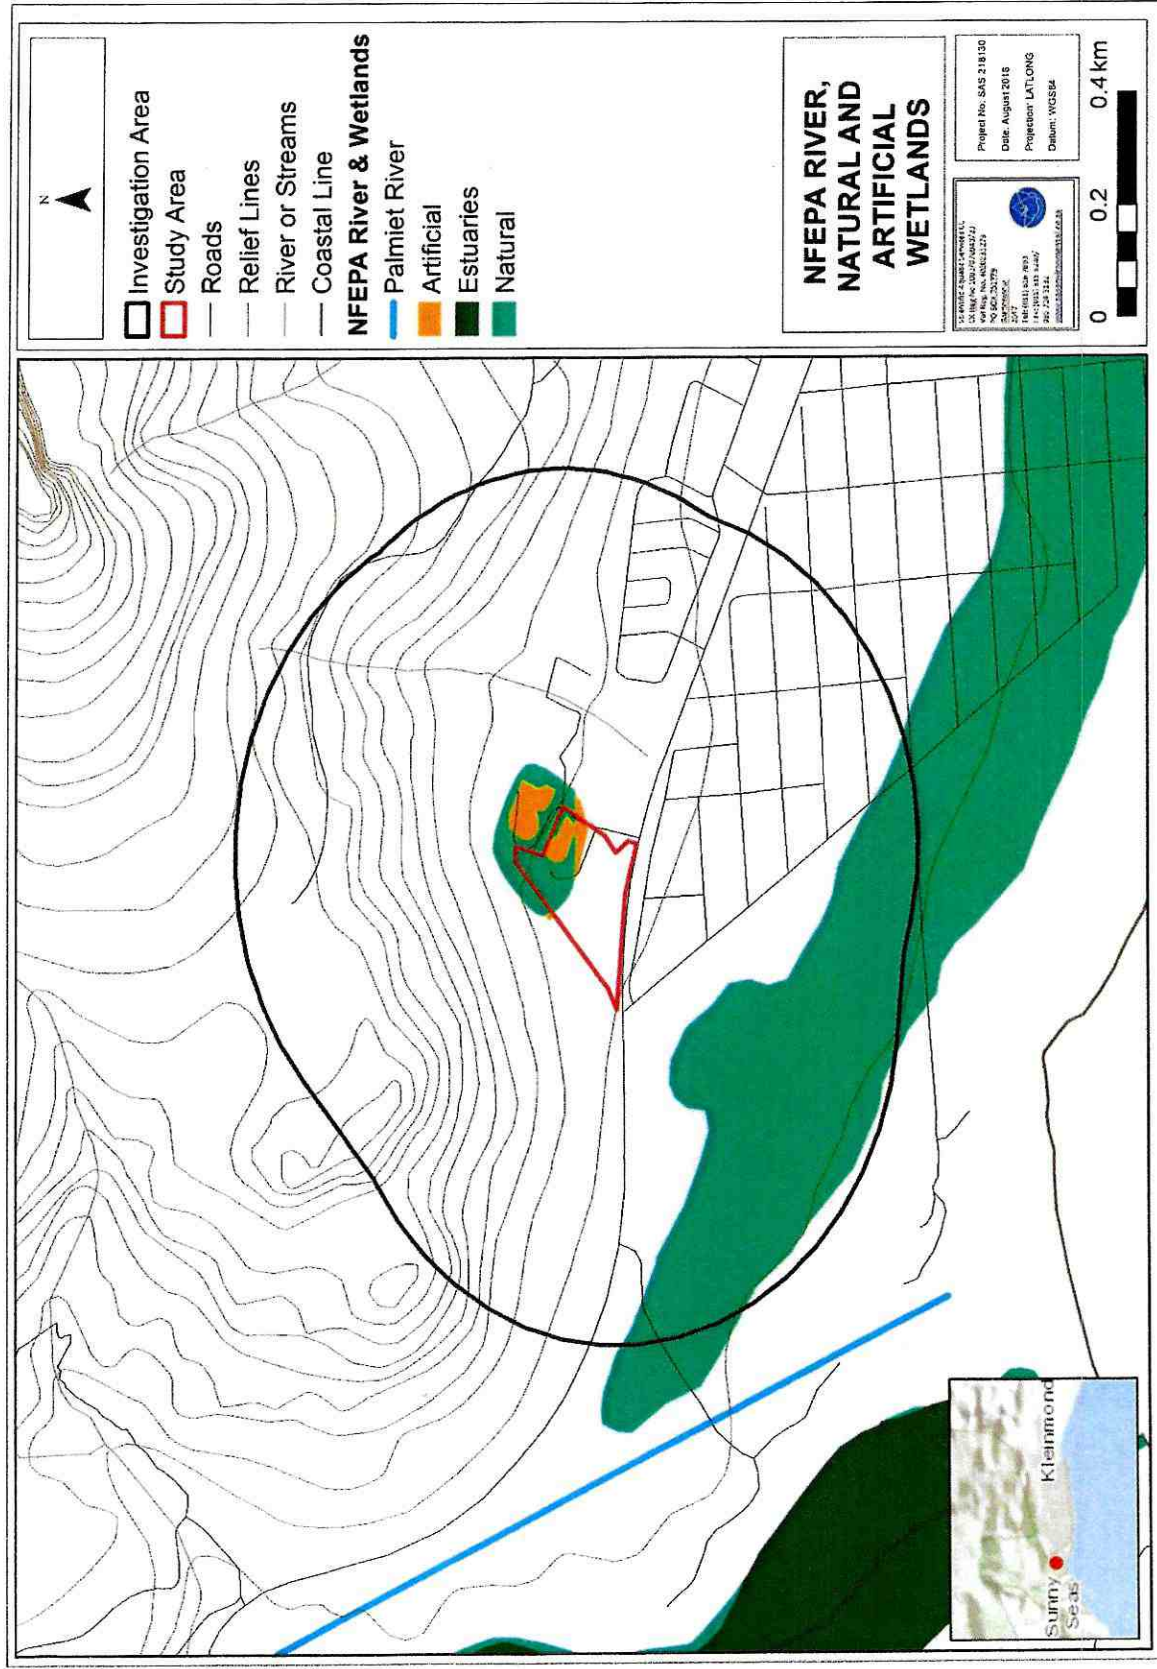 N
Investigation Area
Study Area
Roads
Relief Lines
River or Streams
Coastal Line
NFEPA River & Wetlands
Palmiet River
Artificial
Estuaries
Natural
NFEPA RIVER,
NATURAL AND
ARTIFICIAL
WETLANDS
Project No: SAS 218130
Date: August 2018
Projection: LATLONG
Datum: WGS84
0 0.2 0.4 km
Sunny
Seas
Kleinmond